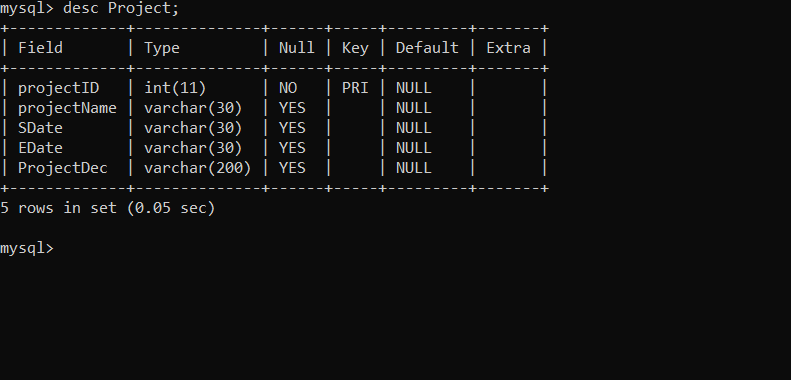 mysql> desc Project;
+-------------+--------------+------+-----+---------+-------+
| Field       | Type         | Null | Key | Default | Extra |
+-------------+--------------+------+-----+---------+-------+
| projectID   | int(11)      | NO   | PRI | NULL    |       |
| projectName | varchar(30)  | YES  |     | NULL    |       |
| SDate       | varchar(30)  | YES  |     | NULL    |       |
| EDate       | varchar(30)  | YES  |     | NULL    |       |
| ProjectDec  | varchar(200) | YES  |     | NULL    |       |
+-------------+--------------+------+-----+---------+-------+
5 rows in set (0.05 sec)
mysql>